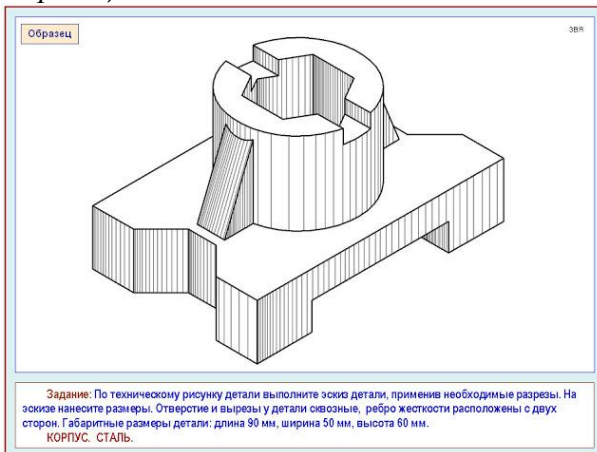 Образец
ЗВЯ
Задание: По техническому рисунку детали выполните эскиз детали, применив необходимые разрезы. На
эскизе нанесите размеры. Отверстие и вырезы у детали сквозные, ребро жесткости расположены с двух
сторон. Габаритные размеры детали: длина 90 мм, ширина 50 мм, высота 60 мм.
КОРПУС. СТАЛЬ.